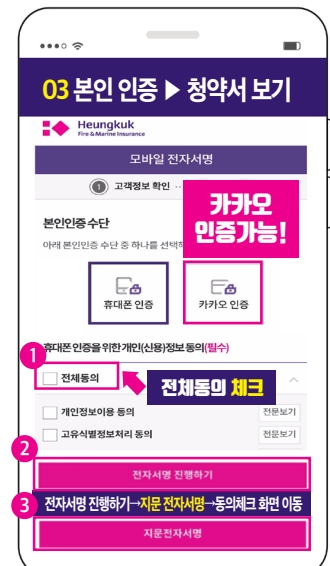 03 본인 인증 ▶ 청약서 보기
Heungkuk
Fire & Marine Insurance
모바일 전자서명
1 고객정보 확인 ··
카카오
인증가능!
본인인증 수단
아래 본인인증 수단 중 하나를 선택하
휴대폰 인증
카카오 인증
1
휴대폰 인증을 위한 개인(신용)정보 동의(필수)
전체동의
전체동의 체크
개인정보이용 동의 전문보기
고유식별정보처리 동의 전문보기
2
전자서명 진행하기
3 전자서명 진행하기→지문 전자서명→동의체크 화면 이동
지문전자서명